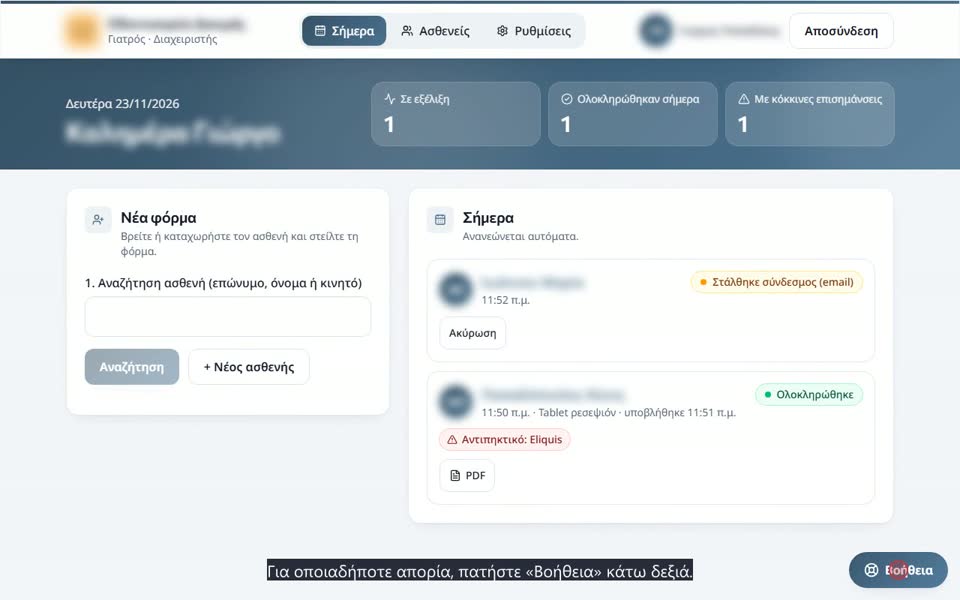 Γιατρός · Διαχειριστής
Σήμερα
Ασθενείς
Ρυθμίσεις
Αποσύνδεση
Δευτέρα 23/11/2026
Σε εξέλιξη
1
Ολοκληρώθηκαν σήμερα
1
Με κόκκινες επισημάνσεις
1
Νέα φόρμα
Βρείτε ή καταχωρήστε τον ασθενή και στείλτε τη
φόρμα.
1. Αναζήτηση ασθενή (επώνυμο, όνομα ή κινητό)
Αναζήτηση
+ Νέος ασθενής
Σήμερα
Ανανεώνεται αυτόματα.
11:52 π.μ.
Στάλθηκε σύνδεσμος (email)
Ακύρωση
11:50 π.μ. · Tablet ρεσεψιόν · υποβλήθηκε 11:51 π.μ.
Ολοκληρώθηκε
Αντιπηκτικό: Eliquis
PDF
Για οποιαδήποτε απορία, πατήστε «Βοήθεια» κάτω δεξιά.
Βοήθεια